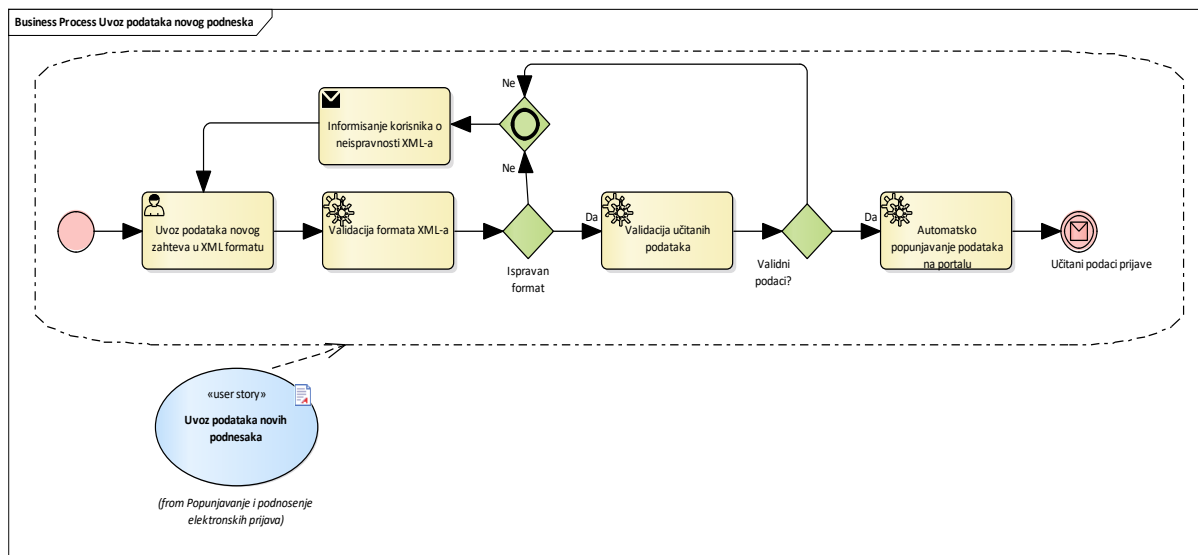 Business Process Uvoz podataka novog podneska
Ne
Informisanje korisnika o
neispravnosti XML-a
Ne
Uvoz podataka novog
zahteva u XML formatu
Validacija formata XML-a
Da
Validacija učitanih
podataka
Da
Automatsko
popunjavanje podataka
na portalu
Ispravan
format
Validni
podaci?
Učitani podaci prijave
«user story»
Uvoz podataka novih
podnesaka
(from Popunjavanje i podnosenje
elektronskih prijava)